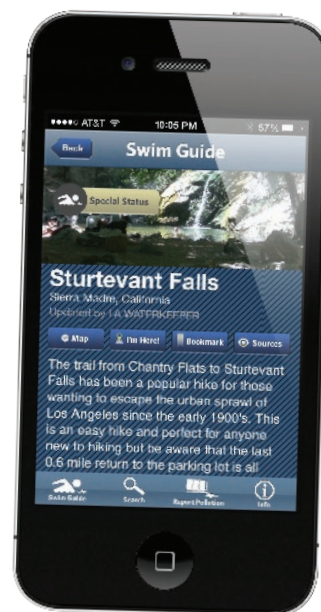 AT&T 10:05 PM 57%
Back Swim Guide
Special Status
Sturtevant Falls
Sierra Madre, California
Updated by LA WATERKEEPER
Map I'm Here! Bookmark Sources
The trail from Chantry Flats to Sturtevant
Falls has been a popular hike for those
wanting to escape the urban sprawl of
Los Angeles since the early 1900's. This
is an easy hike and perfect for anyone
new to hiking but be aware that the last
0.6 mile return to the parking lot is all
Swim Guide Search Report Pollution Info